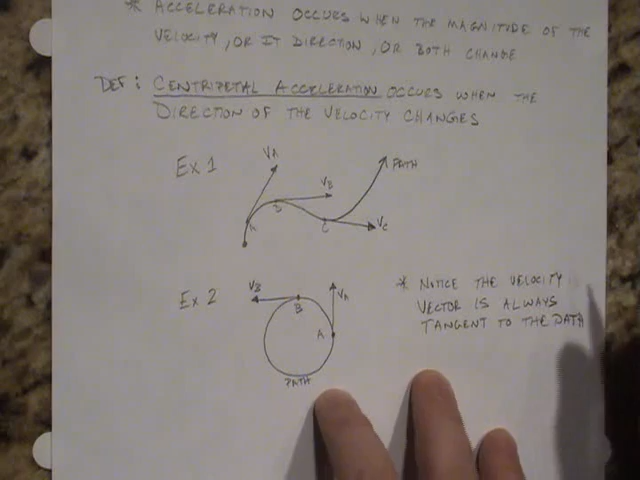 * ACCELERATION OCCURS WHEN THE MAGNITUDE OF THE
VELOCITY, OR IT DIRECTION, OR BOTH CHANGE
DEF: CENTRIPETAL ACCELERATION OCCURS WHEN THE
DIRECTION OF THE VELOCITY CHANGES
EX 1
VA
VB
PATH
A
B
C
VC
EX 2
VB
VA
B
A
PATH
* NOTICE THE VELOCITY
VECTOR IS ALWAYS
TANGENT TO THE PATH